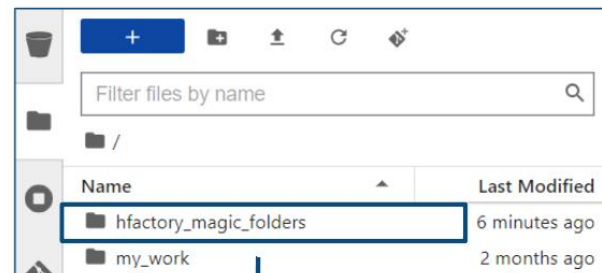 +
Filter files by name
/
Name Last Modified
hfactory_magic_folders 6 minutes ago
my_work 2 months ago